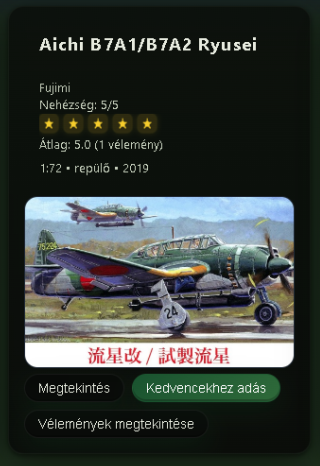 Aichi B7A1/B7A2 Ryusei
Fujimi
Nehézség: 5/5
Átlag: 5.0 (1 vélemény)
1:72 • repülő • 2019
24
流星改 / 試製流星
Megtekintés
Kedvencekhez adás
Vélemények megtekintése